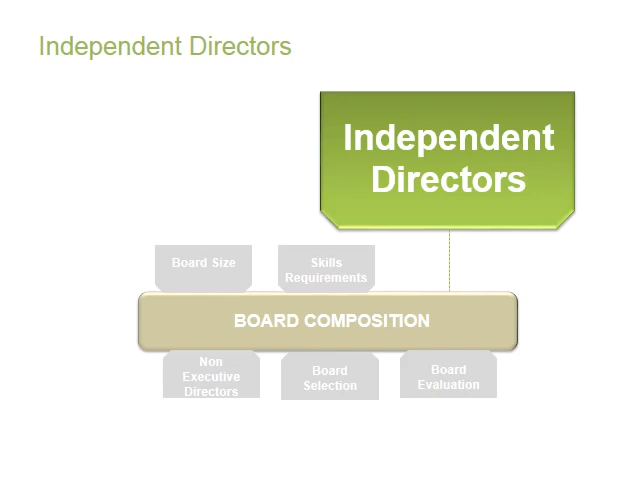 Independent Directors
Independent
Directors
Board Size
Skills
Requirements
BOARD COMPOSITION
Non
Executive
Directors
Board
Selection
Board
Evaluation